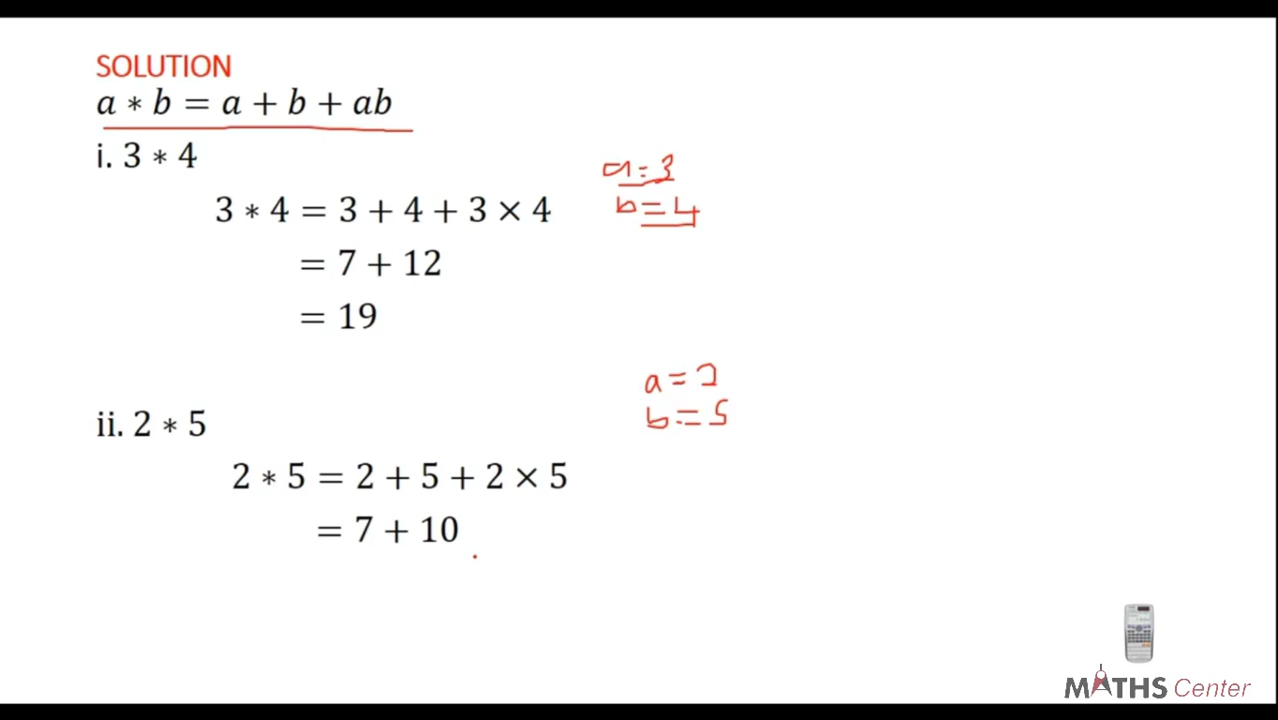 SOLUTION
a ∗ b = a + b + ab
i. 3 ∗ 4
a = 3
3 ∗ 4 = 3 + 4 + 3 × 4
b = 4
= 7 + 12
= 19
a = 2
b = 5
ii. 2 ∗ 5
2 ∗ 5 = 2 + 5 + 2 × 5
= 7 + 10
MATHS Center